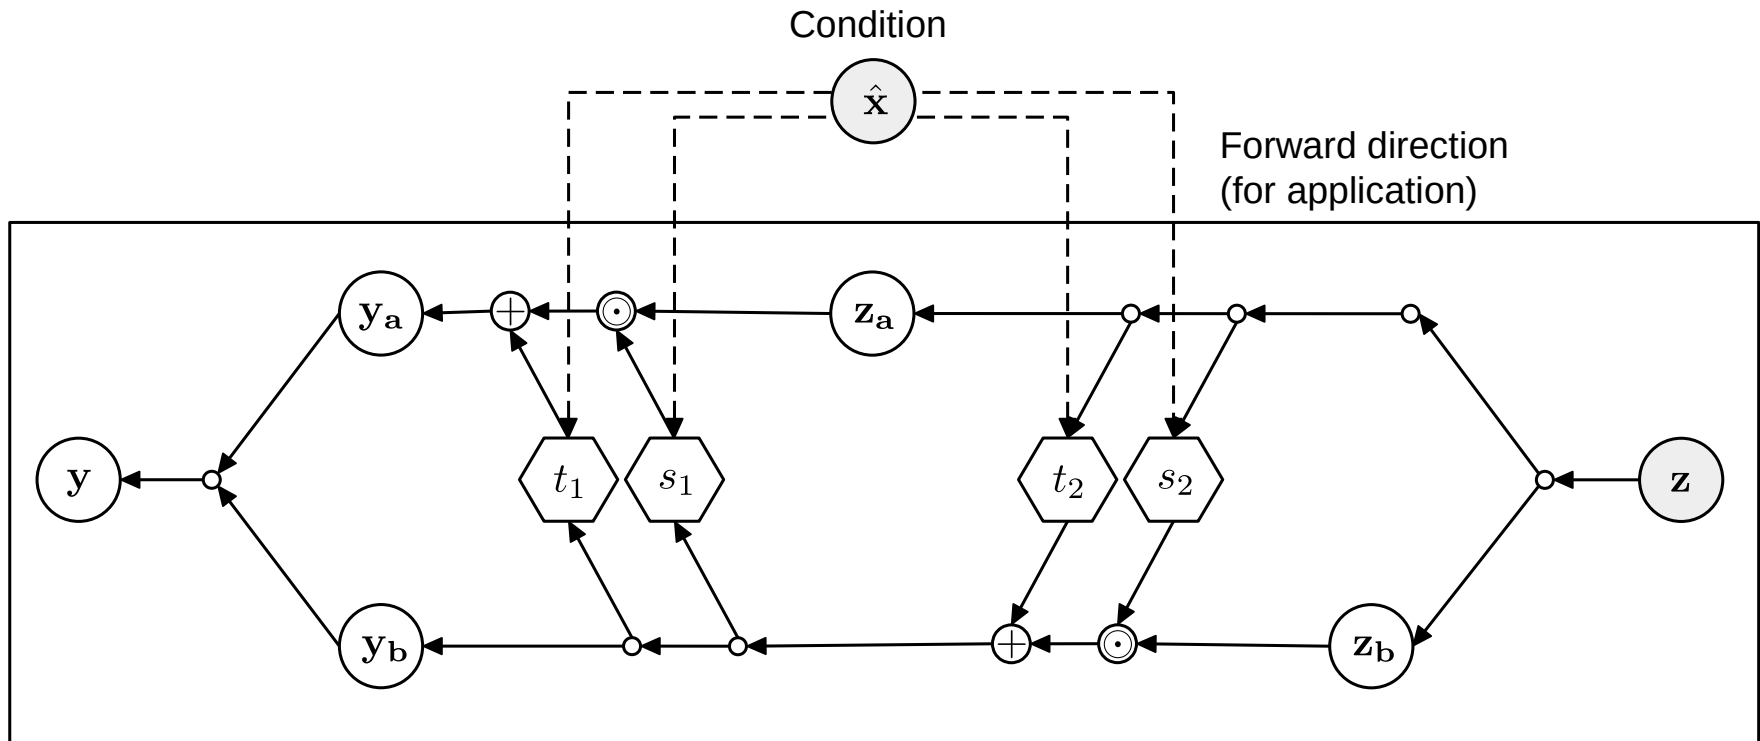 Condition
x̂
Forward direction
(for application)
y_a
+
⊙
z_a
y
t_1
s_1
t_2
s_2
z
y_b
+
⊙
z_b